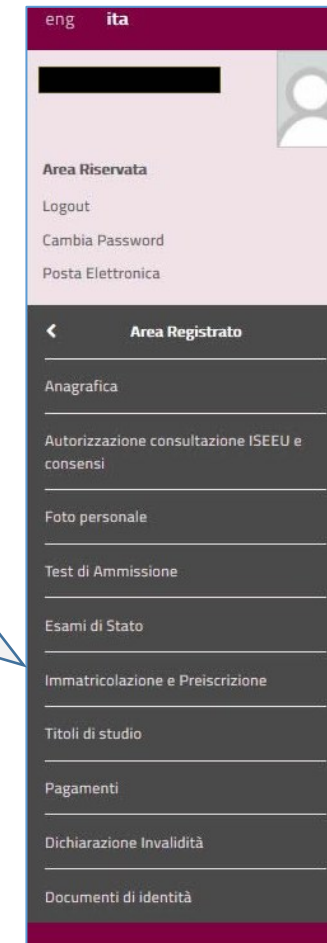 eng ita
Area Riservata
Logout
Cambia Password
Posta Elettronica
Area Registrato
Anagrafica
Autorizzazione consultazione ISEEU e
consensi
Foto personale
Test di Ammissione
Esami di Stato
Immatricolazione e Preiscrizione
Titoli di studio
Pagamenti
Dichiarazione Invalidità
Documenti di identità